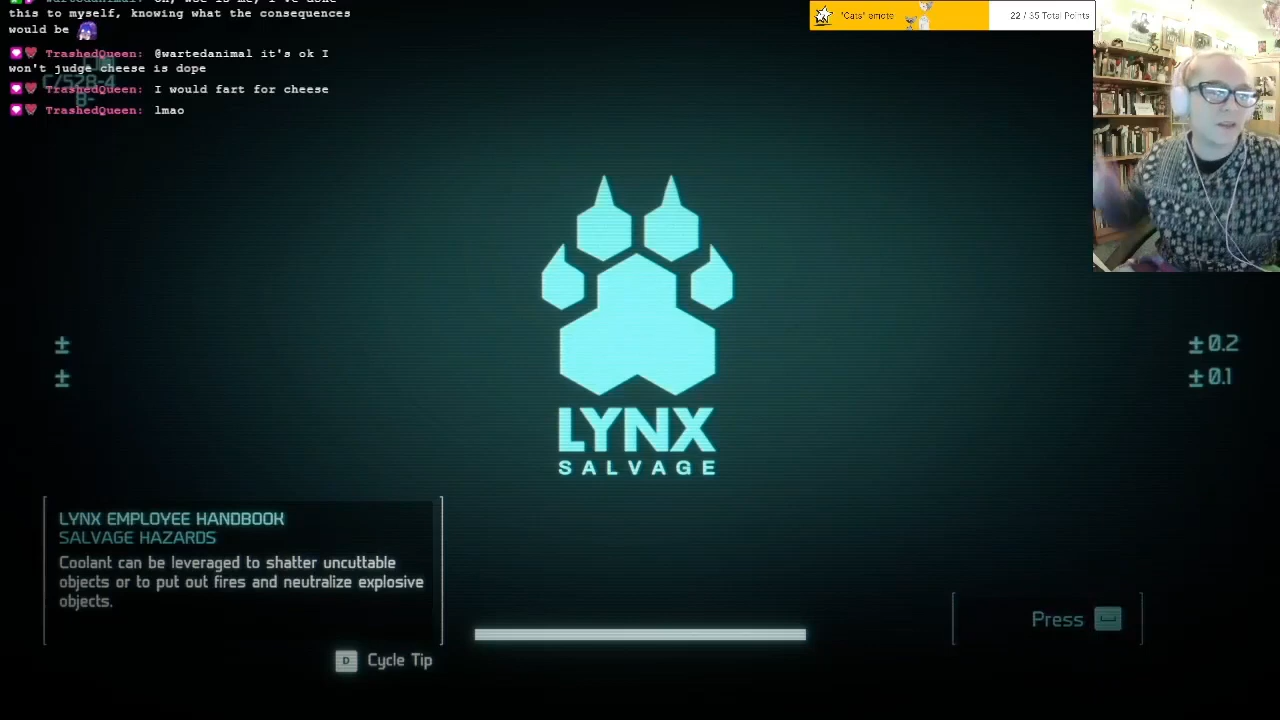 this to myself, knowing what the consequences
would be
TrashedQueen: @wartedanimal it's ok I
won't judge cheese is dope
TrashedQueen: I would fart for cheese
TrashedQueen: lmao
C/528-4
B-
"Cats" emote
22 / 35 Total Points
±
±
± 0.2
± 0.1
LYNX
SALVAGE
LYNX EMPLOYEE HANDBOOK
SALVAGE HAZARDS
Coolant can be leveraged to shatter uncuttable
objects or to put out fires and neutralize explosive
objects.
D Cycle Tip
Press